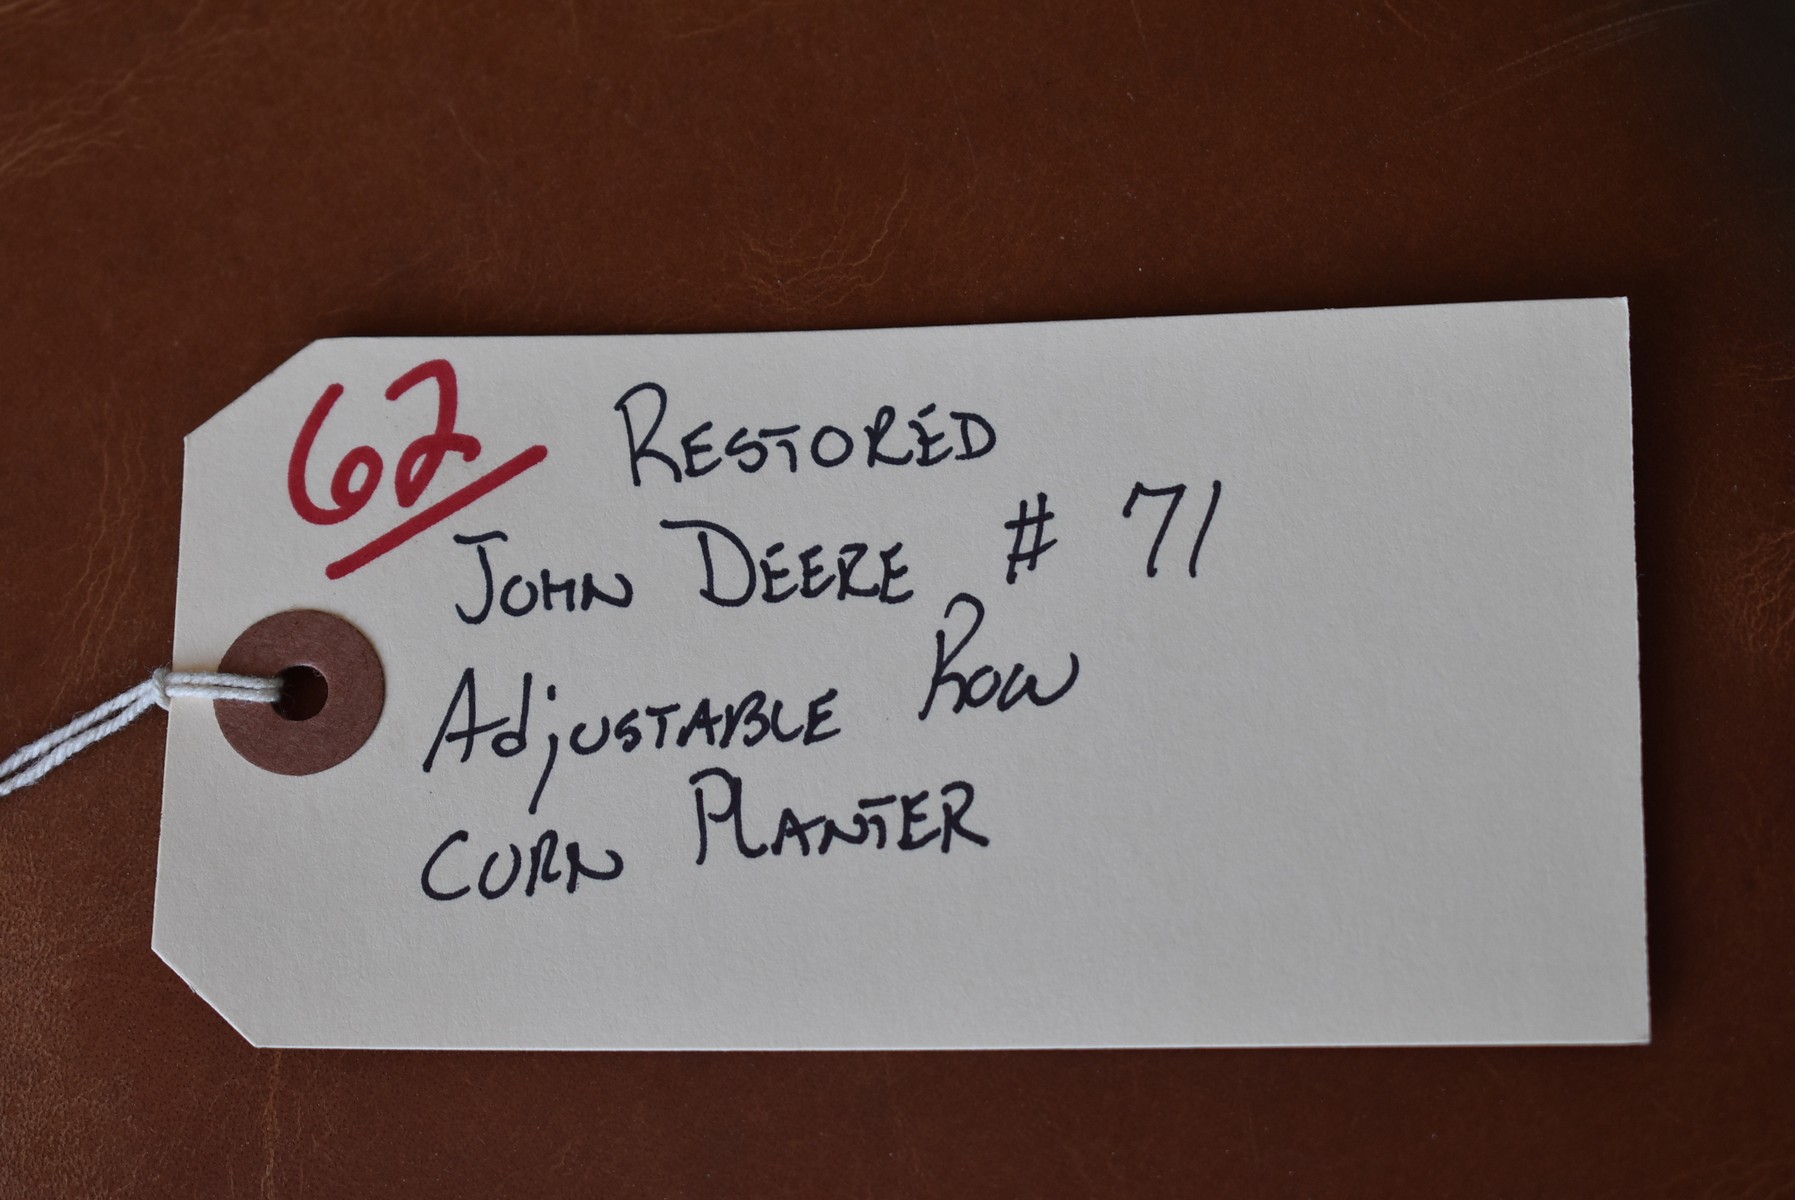 62 RESTORED
JOHN DEERE # 71
AdjUSTABLE ROW
CORN PLANTER